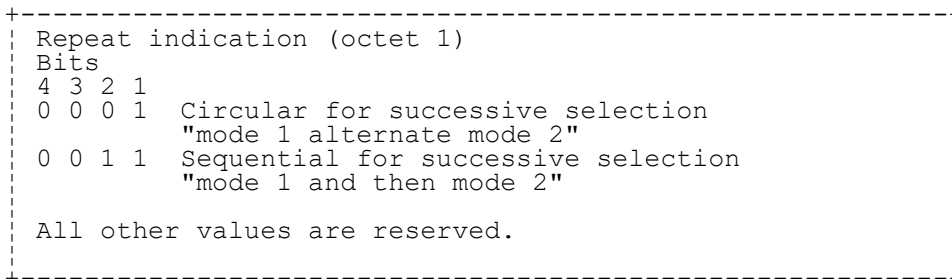 Repeat indication (octet 1)
Bits
4 3 2 1
0 0 0 1 Circular for successive selection
"mode 1 alternate mode 2"
0 0 1 1 Sequential for successive selection
"mode 1 and then mode 2"
All other values are reserved.